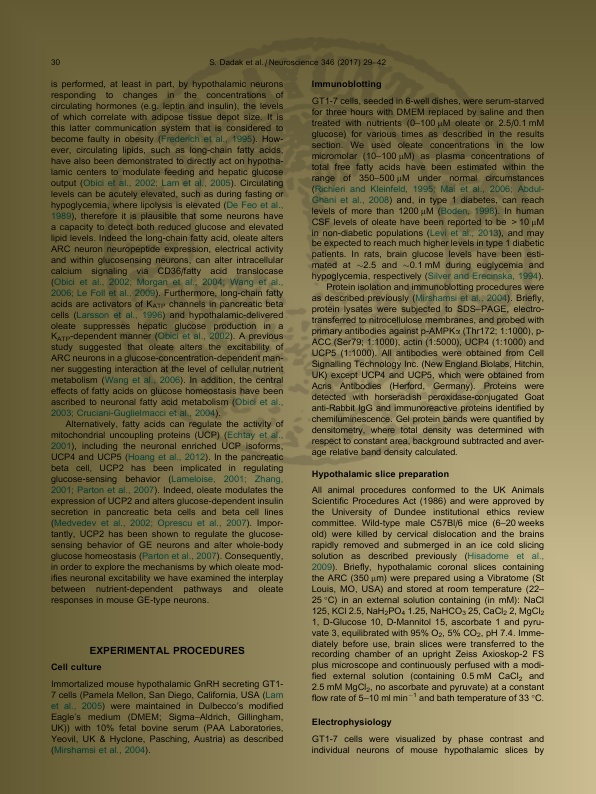 30
S. Dadak et al. / Neuroscience 346 (2017) 29–42
is performed, at least in part, by hypothalamic neurons
responding to changes in the concentrations of
circulating hormones (e.g. leptin and insulin), the levels
of which correlate with adipose tissue depot size. It is
this latter communication system that is considered to
become faulty in obesity (Frederich et al., 1995). How-
ever, circulating lipids, such as long-chain fatty acids,
have also been demonstrated to directly act on hypotha-
lamic centers to modulate feeding and hepatic glucose
output (Obici et al., 2002; Lam et al., 2005). Circulating
levels can be acutely elevated, such as during fasting or
hypoglycemia, where lipolysis is elevated (De Feo et al.,
1989), therefore it is plausible that some neurons have
a capacity to detect both reduced glucose and elevated
lipid levels. Indeed the long-chain fatty acid, oleate alters
ARC neuron neuropeptide expression, electrical activity
and within glucosensing neurons, can alter intracellular
calcium signaling via CD36/fatty acid translocase
(Obici et al., 2002; Morgan et al., 2004; Wang et al.,
2006; Le Foll et al., 2009). Furthermore, long-chain fatty
acids are activators of KATP channels in pancreatic beta
cells (Larsson et al., 1996) and hypothalamic-delivered
oleate suppresses hepatic glucose production in a
KATP-dependent manner (Obici et al., 2002). A previous
study suggested that oleate alters the excitability of
ARC neurons in a glucose-concentration-dependent man-
ner suggesting interaction at the level of cellular nutrient
metabolism (Wang et al., 2006). In addition, the central
effects of fatty acids on glucose homeostasis have been
ascribed to neuronal fatty acid metabolism (Obici et al.,
2003; Cruciani-Guglielmacci et al., 2004).
Alternatively, fatty acids can regulate the activity of
mitochondrial uncoupling proteins (UCP) (Echtay et al.,
2001), including the neuronal enriched UCP isoforms,
UCP4 and UCP5 (Hoang et al., 2012). In the pancreatic
beta cell, UCP2 has been implicated in regulating
glucose-sensing behavior (Lameloise, 2001; Zhang,
2001; Parton et al., 2007). Indeed, oleate modulates the
expression of UCP2 and alters glucose-dependent insulin
secretion in pancreatic beta cells and beta cell lines
(Medvedev et al., 2002; Oprescu et al., 2007). Impor-
tantly, UCP2 has been shown to regulate the glucose-
sensing behavior of GE neurons and alter whole-body
glucose homeostasis (Parton et al., 2007). Consequently,
in order to explore the mechanisms by which oleate mod-
ifies neuronal excitability we have examined the interplay
between nutrient-dependent pathways and oleate
responses in mouse GE-type neurons.
EXPERIMENTAL PROCEDURES
Cell culture
Immortalized mouse hypothalamic GnRH secreting GT1-
7 cells (Pamela Mellon, San Diego, California, USA (Lam
et al., 2005) were maintained in Dulbecco's modified
Eagle's medium (DMEM; Sigma–Aldrich, Gillingham,
UK)) with 10% fetal bovine serum (PAA Laboratories,
Yeovil, UK & Hyclone, Pasching, Austria) as described
(Mirshamsi et al., 2004).
Immunoblotting
GT1-7 cells, seeded in 6-well dishes, were serum-starved
for three hours with DMEM replaced by saline and then
treated with nutrients (0–100 μM oleate or 2.5/0.1 mM
glucose) for various times as described in the results
section. We used oleate concentrations in the low
micromolar (10–100 μM) as plasma concentrations of
total free fatty acids have been estimated within the
range of 350–500 μM under normal circumstances
(Richieri and Kleinfeld, 1995; Mai et al., 2006; Abdul-
Ghani et al., 2008) and, in type 1 diabetes, can reach
levels of more than 1200 μM (Boden, 1998). In human
CSF levels of oleate have been reported to be > 10 μM
in non-diabetic populations (Levi et al., 2013), and may
be expected to reach much higher levels in type 1 diabetic
patients. In rats, brain glucose levels have been esti-
mated at ~2.5 and ~0.1 mM during euglycemia and
hypoglycemia, respectively (Silver and Erecinska, 1994).
Protein isolation and immunoblotting procedures were
as described previously (Mirshamsi et al., 2004). Briefly,
protein lysates were subjected to SDS–PAGE, electro-
transferred to nitrocellulose membranes, and probed with
primary antibodies against p-AMPKα (Thr172; 1:1000), p-
ACC (Ser79; 1:1000), actin (1:5000), UCP4 (1:1000) and
UCP5 (1:1000). All antibodies were obtained from Cell
Signalling Technology Inc. (New England Biolabs, Hitchin,
UK) except UCP4 and UCP5, which were obtained from
Acris Antibodies (Herford, Germany). Proteins were
detected with horseradish peroxidase-conjugated Goat
anti-Rabbit IgG and immunoreactive proteins identified by
chemiluminescence. Gel protein bands were quantified by
densitometry, where total density was determined with
respect to constant area, background subtracted and aver-
age relative band density calculated.
Hypothalamic slice preparation
All animal procedures conformed to the UK Animals
Scientific Procedures Act (1986) and were approved by
the University of Dundee institutional ethics review
committee. Wild-type male C57Bl/6 mice (6–20 weeks
old) were killed by cervical dislocation and the brains
rapidly removed and submerged in an ice cold slicing
solution as described previously (Hisadome et al.,
2009). Briefly, hypothalamic coronal slices containing
the ARC (350 μm) were prepared using a Vibratome (St
Louis, MO, USA) and stored at room temperature (22–
25 °C) in an external solution containing (in mM): NaCl
125, KCl 2.5, NaH2PO4 1.25, NaHCO3 25, CaCl2 2, MgCl2
1, D-Glucose 10, D-Mannitol 15, ascorbate 1 and pyru-
vate 3, equilibrated with 95% O2, 5% CO2, pH 7.4. Imme-
diately before use, brain slices were transferred to the
recording chamber of an upright Zeiss Axioskop-2 FS
plus microscope and continuously perfused with a modi-
fied external solution (containing 0.5 mM CaCl2 and
2.5 mM MgCl2, no ascorbate and pyruvate) at a constant
flow rate of 5–10 ml min−1 and bath temperature of 33 °C.
Electrophysiology
GT1-7 cells were visualized by phase contrast and
individual neurons of mouse hypothalamic slices by